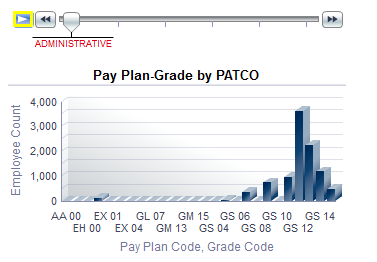 ADMINISTRATIVE
Pay Plan-Grade by PATCO
Employee Count
4,000
3,000
2,000
1,000
0
AA 00 EX 01 GL 07 GM 15 GS 06 GS 10 GS 14
EH 00 EX 04 GM 13 GS 04 GS 08 GS 12
Pay Plan Code, Grade Code